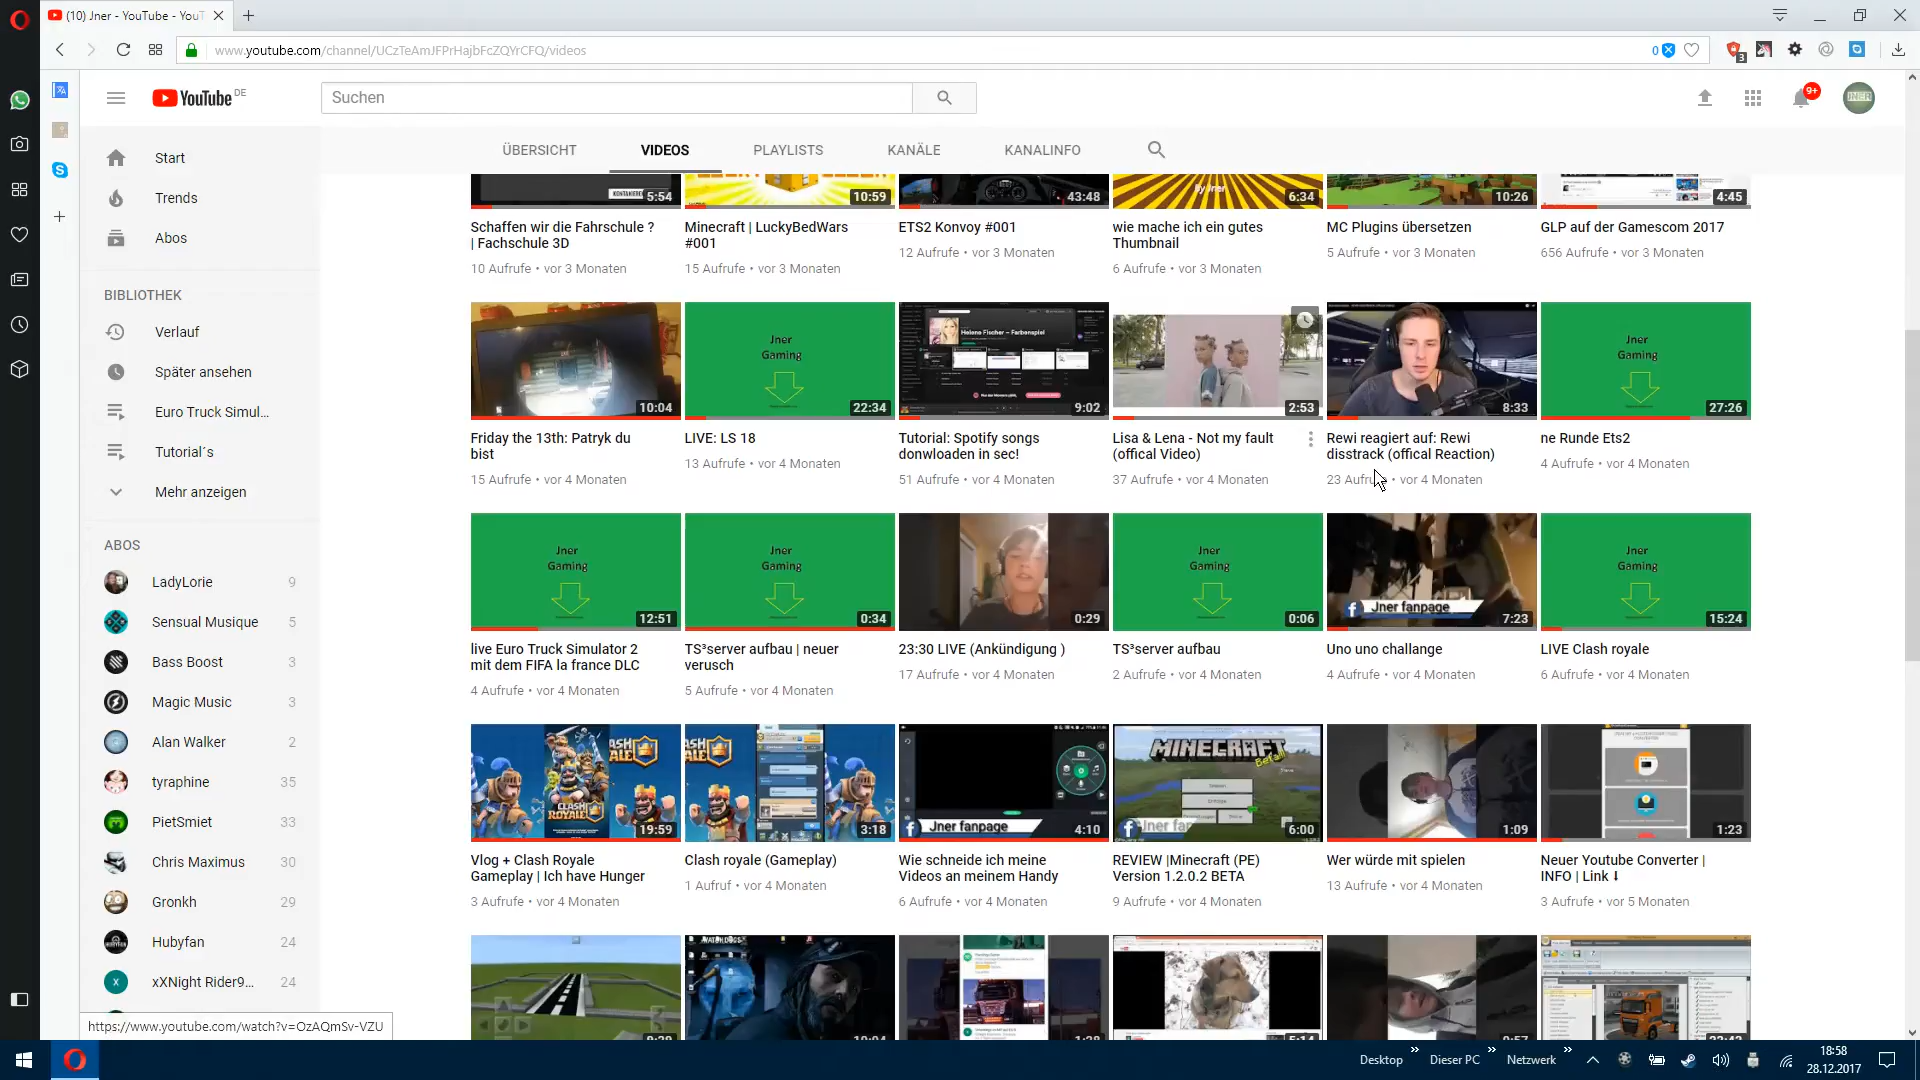 (10) Jner - YouTube - YouT
www.youtube.com/channel/UCzTeAmJFPrHajbFcZQYrCFQ/videos
0
3
YouTube DE
Suchen
9+
JNER
ÜBERSICHT
VIDEOS
PLAYLISTS
KANÄLE
KANALINFO
Start
Trends
Abos
BIBLIOTHEK
Verlauf
Später ansehen
Euro Truck Simul...
Tutorial´s
Mehr anzeigen
ABOS
LadyLorie 9
Sensual Musique 5
Bass Boost 3
Magic Music 3
Alan Walker 2
tyraphine 35
PietSmiet 33
Chris Maximus 30
Gronkh 29
Hubyfan 24
X xXNight Rider9... 24
5:54
10:59
43:48
By Jner
6:34
10:26
4:45
Schaffen wir die Fahrschule ?
| Fachschule 3D
10 Aufrufe • vor 3 Monaten
Minecraft | LuckyBedWars
#001
15 Aufrufe • vor 3 Monaten
ETS2 Konvoy #001
12 Aufrufe • vor 3 Monaten
wie mache ich ein gutes
Thumbnail
6 Aufrufe • vor 3 Monaten
MC Plugins übersetzen
5 Aufrufe • vor 3 Monaten
GLP auf der Gamescom 2017
656 Aufrufe • vor 3 Monaten
10:04
Jner
Gaming
22:34
Helene Fischer – Farbenspiel
9:02
2:53
8:33
Jner
Gaming
27:26
Friday the 13th: Patryk du
bist
15 Aufrufe • vor 4 Monaten
LIVE: LS 18
13 Aufrufe • vor 4 Monaten
Tutorial: Spotify songs
donwloaden in sec!
51 Aufrufe • vor 4 Monaten
Lisa & Lena - Not my fault
(offical Video)
37 Aufrufe • vor 4 Monaten
Rewi reagiert auf: Rewi
disstrack (offical Reaction)
23 Aufrufe • vor 4 Monaten
ne Runde Ets2
4 Aufrufe • vor 4 Monaten
Jner
Gaming
12:51
Jner
Gaming
0:34
0:29
Jner
Gaming
0:06
Jner fanpage
7:23
Jner
Gaming
15:24
live Euro Truck Simulator 2
mit dem FIFA la france DLC
4 Aufrufe • vor 4 Monaten
TS³server aufbau | neuer
verusch
5 Aufrufe • vor 4 Monaten
23:30 LIVE (Ankündigung )
17 Aufrufe • vor 4 Monaten
TS³server aufbau
2 Aufrufe • vor 4 Monaten
Uno uno challange
4 Aufrufe • vor 4 Monaten
LIVE Clash royale
6 Aufrufe • vor 4 Monaten
CLASH
ROYALE
19:59
3:18
Jner fanpage
4:10
MINECRAFT
Beta!!
Jner fan
6:00
1:09
1:23
Vlog + Clash Royale
Gameplay | Ich have Hunger
3 Aufrufe • vor 4 Monaten
Clash royale (Gameplay)
1 Aufruf • vor 4 Monaten
Wie schneide ich meine
Videos an meinem Handy
6 Aufrufe • vor 4 Monaten
REVIEW |Minecraft (PE)
Version 1.2.0.2 BETA
9 Aufrufe • vor 4 Monaten
Wer würde mit spielen
13 Aufrufe • vor 4 Monaten
Neuer Youtube Converter |
INFO | Link ⬇
3 Aufrufe • vor 5 Monaten
WATCH DOGS
https://www.youtube.com/watch?v=OzAQmSv-VZU
Desktop
Dieser PC
Netzwerk
18:58
28.12.2017